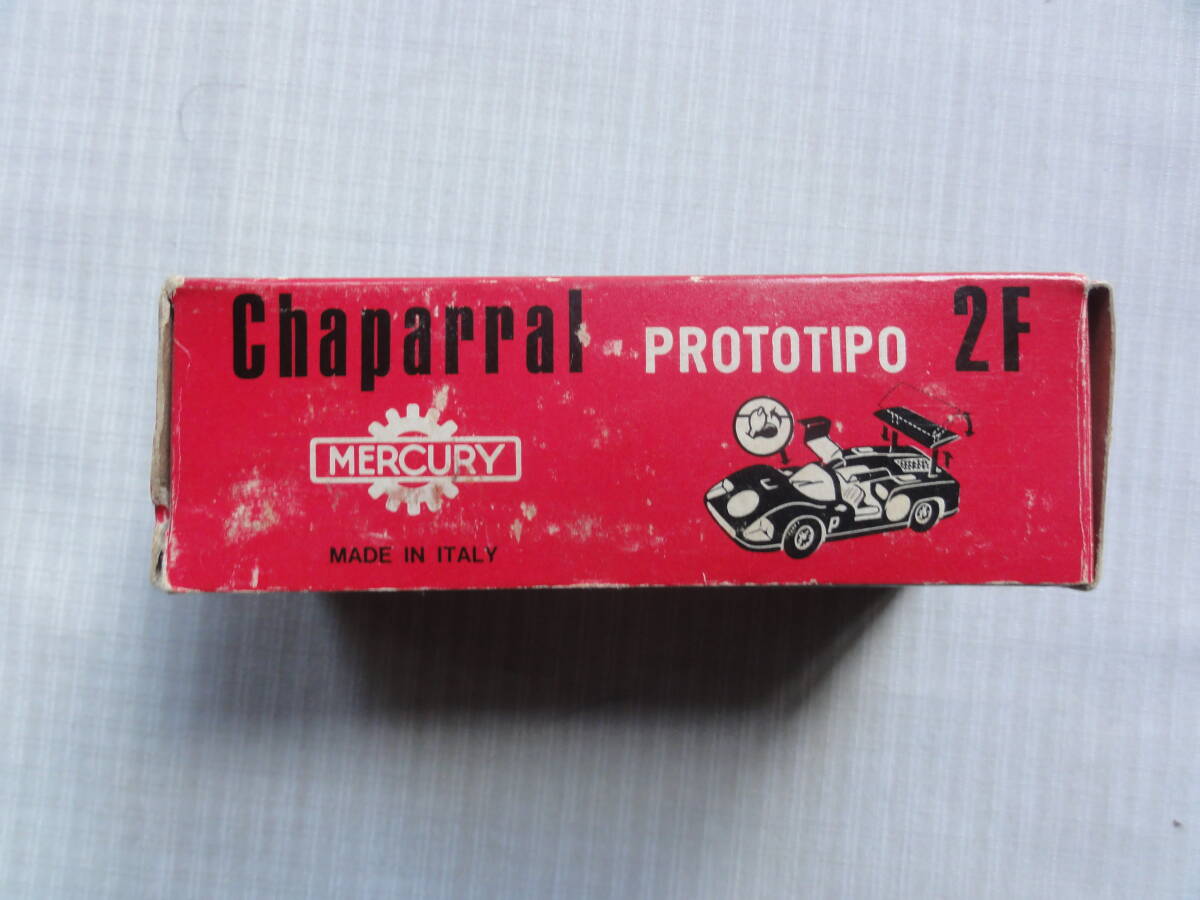 Chaparral PROTOTIPO 2F
MERCURY
MADE IN ITALY
P